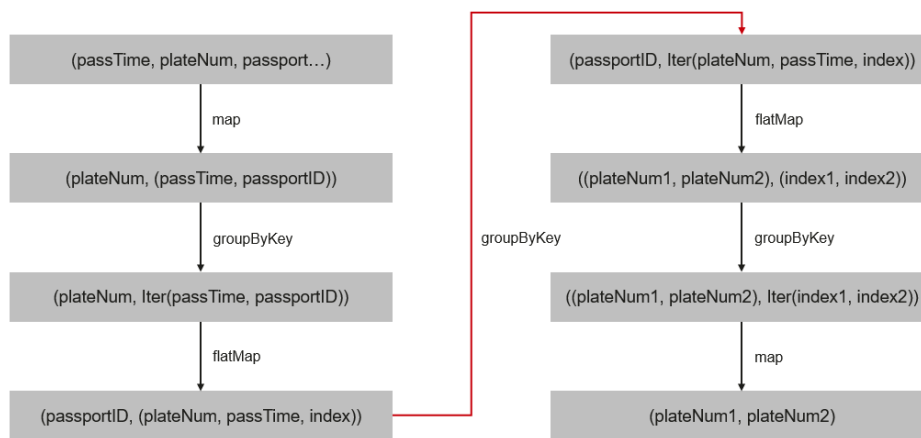 (passTime, plateNum, passport…)
map
(plateNum, (passTime, passportID))
groupByKey
(plateNum, Iter(passTime, passportID))
flatMap
(passportID, (plateNum, passTime, index))
groupByKey
(passportID, Iter(plateNum, passTime, index))
flatMap
((plateNum1, plateNum2), (index1, index2))
groupByKey
((plateNum1, plateNum2), Iter(index1, index2))
map
(plateNum1, plateNum2)